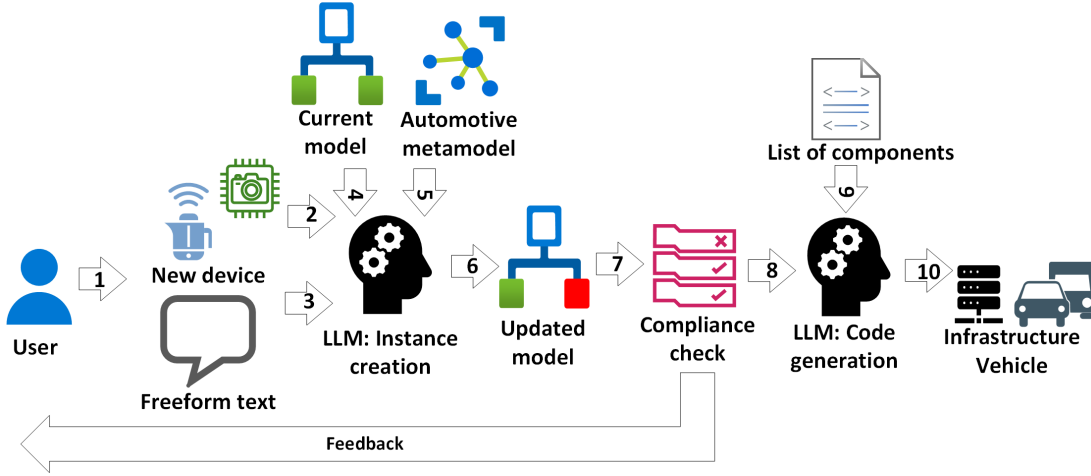 Current
model
Automotive
metamodel
List of components
4
5
9
1
2
3
6
7
8
10
New device
User
Freeform text
LLM: Instance
creation
Updated
model
Compliance
check
LLM: Code
generation
Infrastructure
Vehicle
Feedback